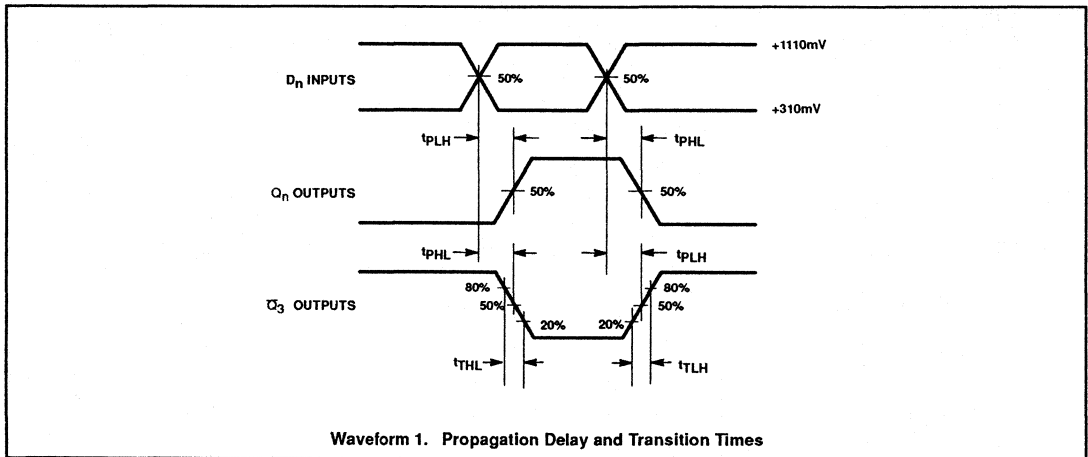 +1110mV
Dn INPUTS
50% 50%
+310mV
tPLH tPHL
Qn OUTPUTS
50% 50%
tPHL tPLH
80% 80%
Q̅3 OUTPUTS
50% 50%
20% 20%
tTHL tTLH
Waveform 1. Propagation Delay and Transition Times